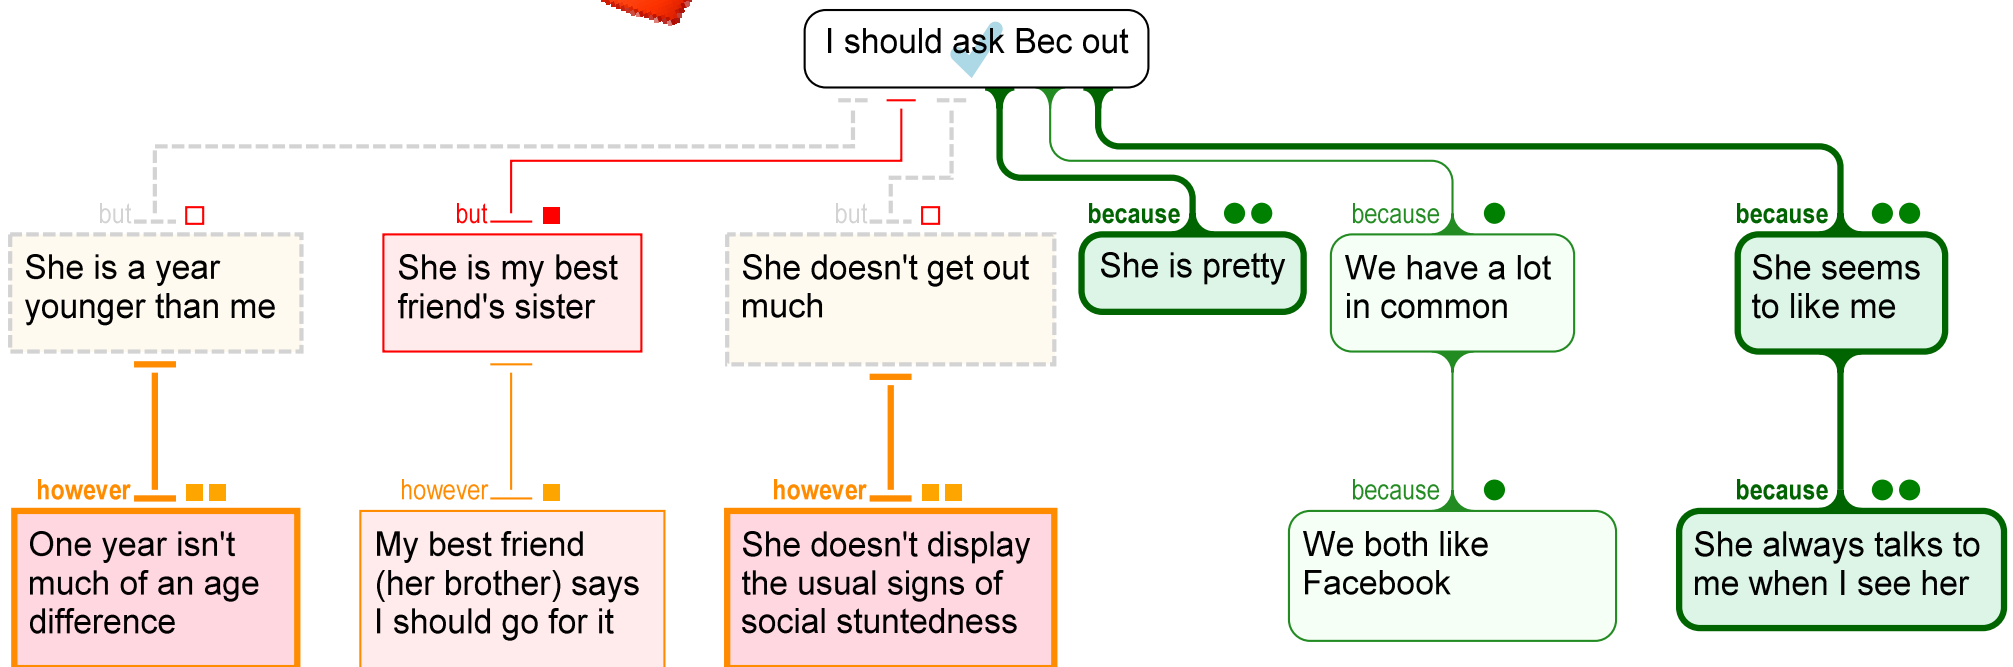 I should ask Bec out
but
She is a year
younger than me
but
She is my best
friend's sister
but
She doesn't get out
much
because
She is pretty
because
We have a lot
in common
because
She seems
to like me
however
One year isn't
much of an age
difference
however
My best friend
(her brother) says
I should go for it
however
She doesn't display
the usual signs of
social stuntedness
because
We both like
Facebook
because
She always talks to
me when I see her